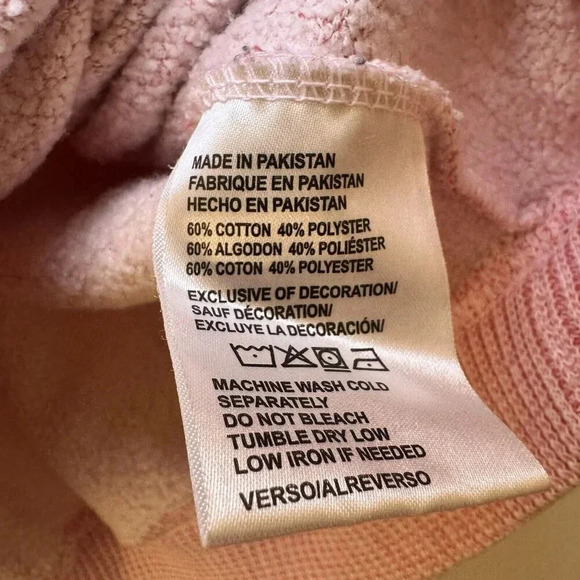 MADE IN PAKISTAN
FABRIQUE EN PAKISTAN
HECHO EN PAKISTAN
60% COTTON 40% POLYSTER
60% ALGODON 40% POLIÉSTER
60% COTON 40% POLYESTER
EXCLUSIVE OF DECORATION/
SAUF DÉCORATION/
EXCLUYE LA DECORACIÓN/
MACHINE WASH COLD
SEPARATELY
DO NOT BLEACH
TUMBLE DRY LOW
LOW IRON IF NEEDED
VERSO/ALREVERSO